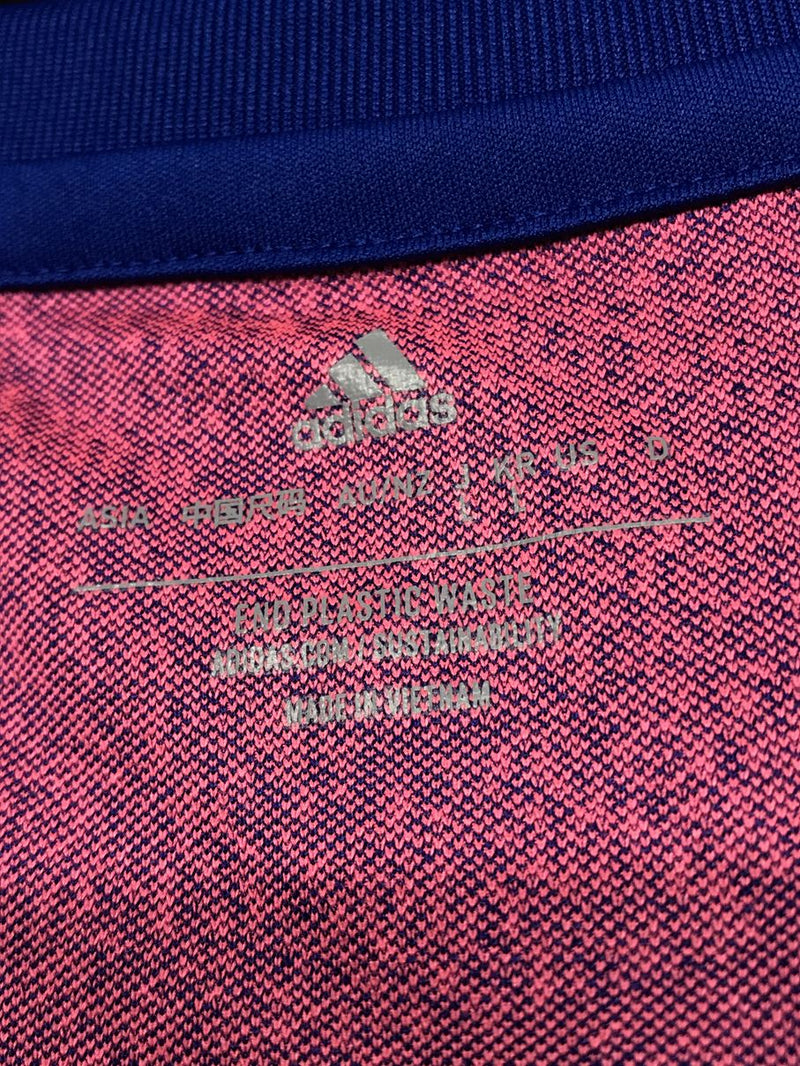 adidas
ASIA 中国尺码 AU/NZ J KR US D
[ ]
END PLASTIC WASTE
ADIDAS.COM / SUSTAINABILITY
MADE IN VIETNAM